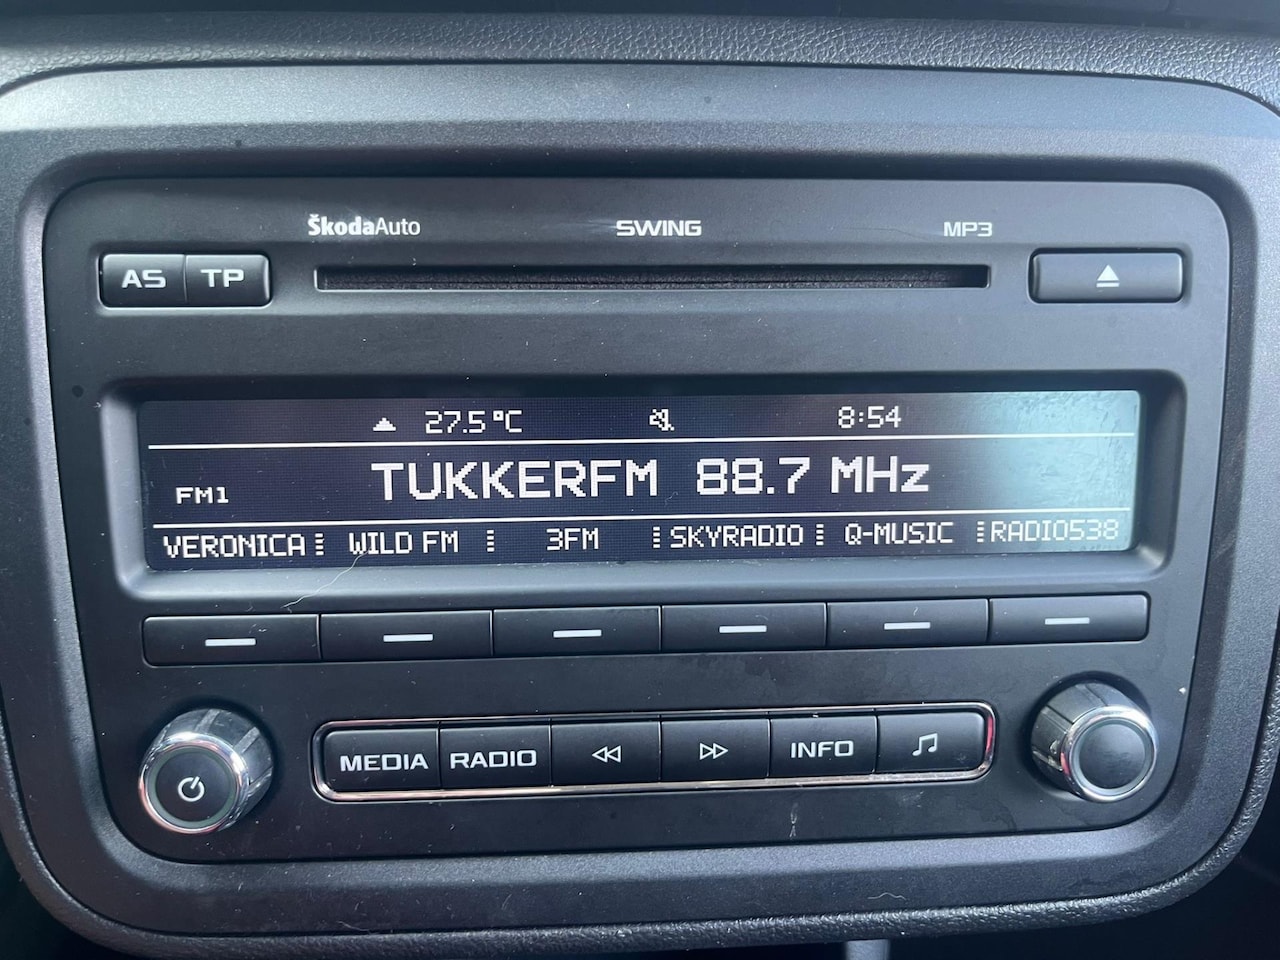 ŠkodaAuto SWING MP3
AS TP
27.5°C 8:54
FM1 TUKKERFM 88.7 MHz
VERONICA WILD FM 3FM SKYRADIO Q-MUSIC RADIO538
MEDIA RADIO INFO